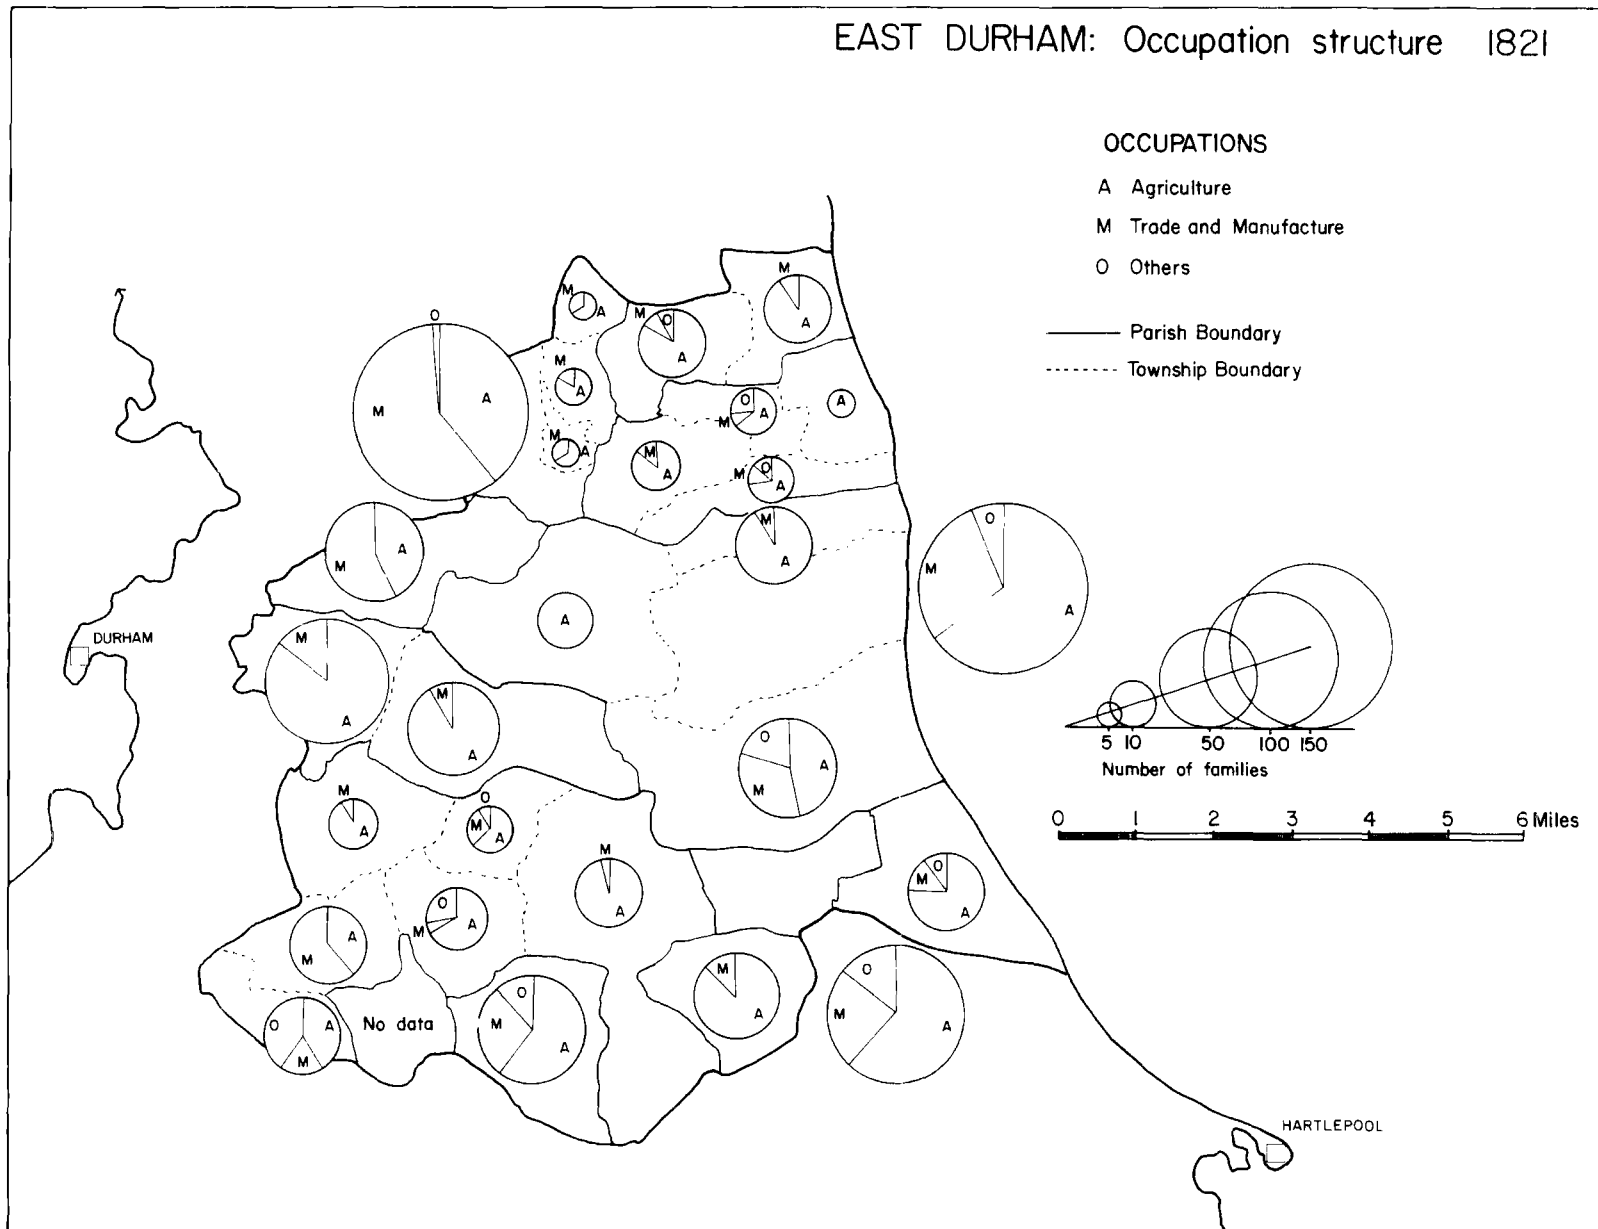 EAST DURHAM: Occupation structure 1821
OCCUPATIONS
A Agriculture
M Trade and Manufacture
O Others
Parish Boundary
Township Boundary
M
A
M
O
A
M
A
O
M
A
M
A
A
O
M
A
M
A
M
A
M
O
A
M
A
M
A
O
M
A
A
M
A
DURHAM
M
A
M
A
O
A
M
5 10 50 100 150
Number of families
0 1 2 3 4 5 6 Miles
M
A
O
M
A
M
A
O
M
A
O
A
M
A
M
O
A
M
No data
O
M
A
M
A
O
M
A
HARTLEPOOL